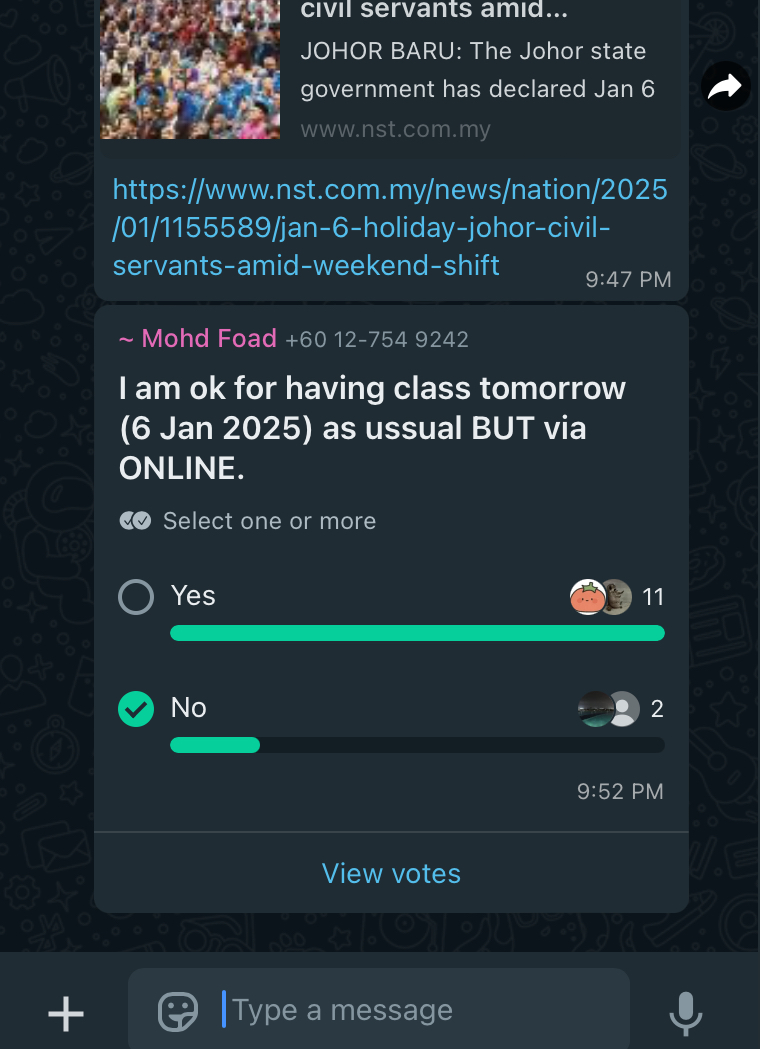 civil servants amid...
JOHOR BARU: The Johor state
government has declared Jan 6
www.nst.com.my
https://www.nst.com.my/news/nation/2025
/01/1155589/jan-6-holiday-johor-civil-
servants-amid-weekend-shift
9:47 PM
~ Mohd Foad +60 12-754 9242
I am ok for having class tomorrow
(6 Jan 2025) as ussual BUT via
ONLINE.
Select one or more
Yes 11
No 2
9:52 PM
View votes
Type a message